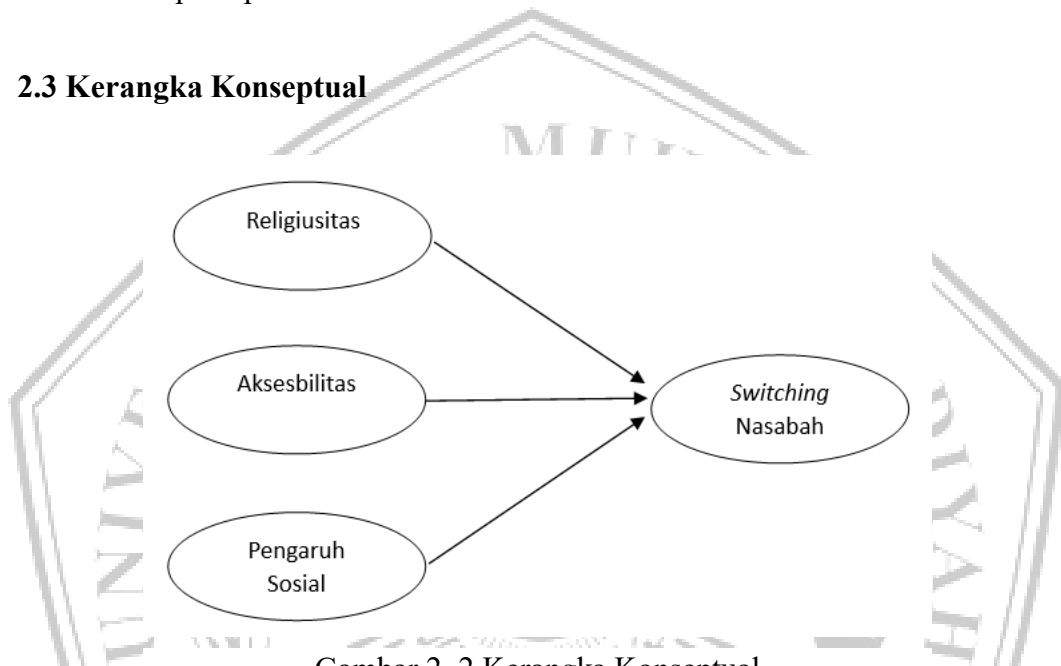 2.3 Kerangka Konseptual
Religiusitas
Aksesbilitas
Switching
Nasabah
Pengaruh
Sosial
Gambar 2. 2 Kerangka Konseptual